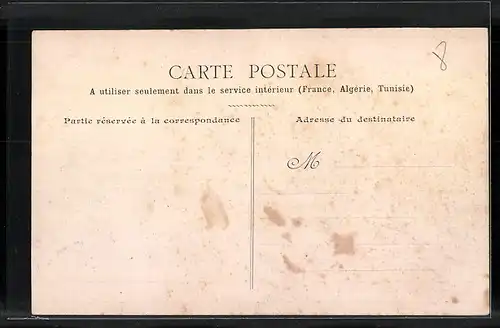 8
CARTE POSTALE
A utiliser seulement dans le service intérieur (France, Algérie, Tunisie)
Partie réservée à la correspondance
Adresse du destinataire
M